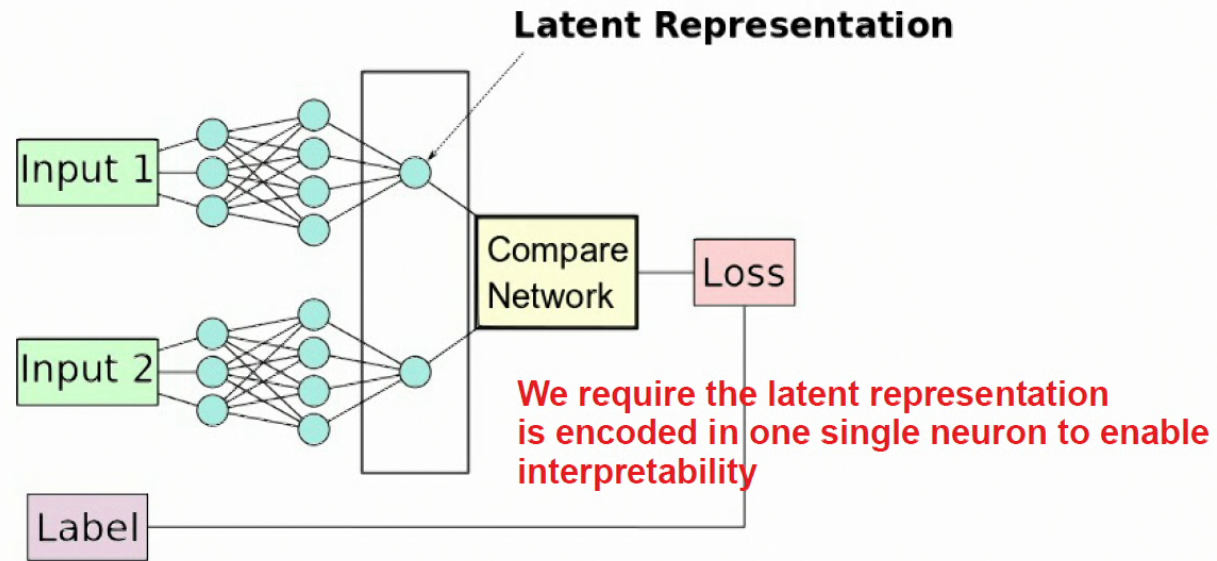 Latent Representation
Input 1
Compare
Network
Loss
Input 2
We require the latent representation
is encoded in one single neuron to enable
interpretability
Label